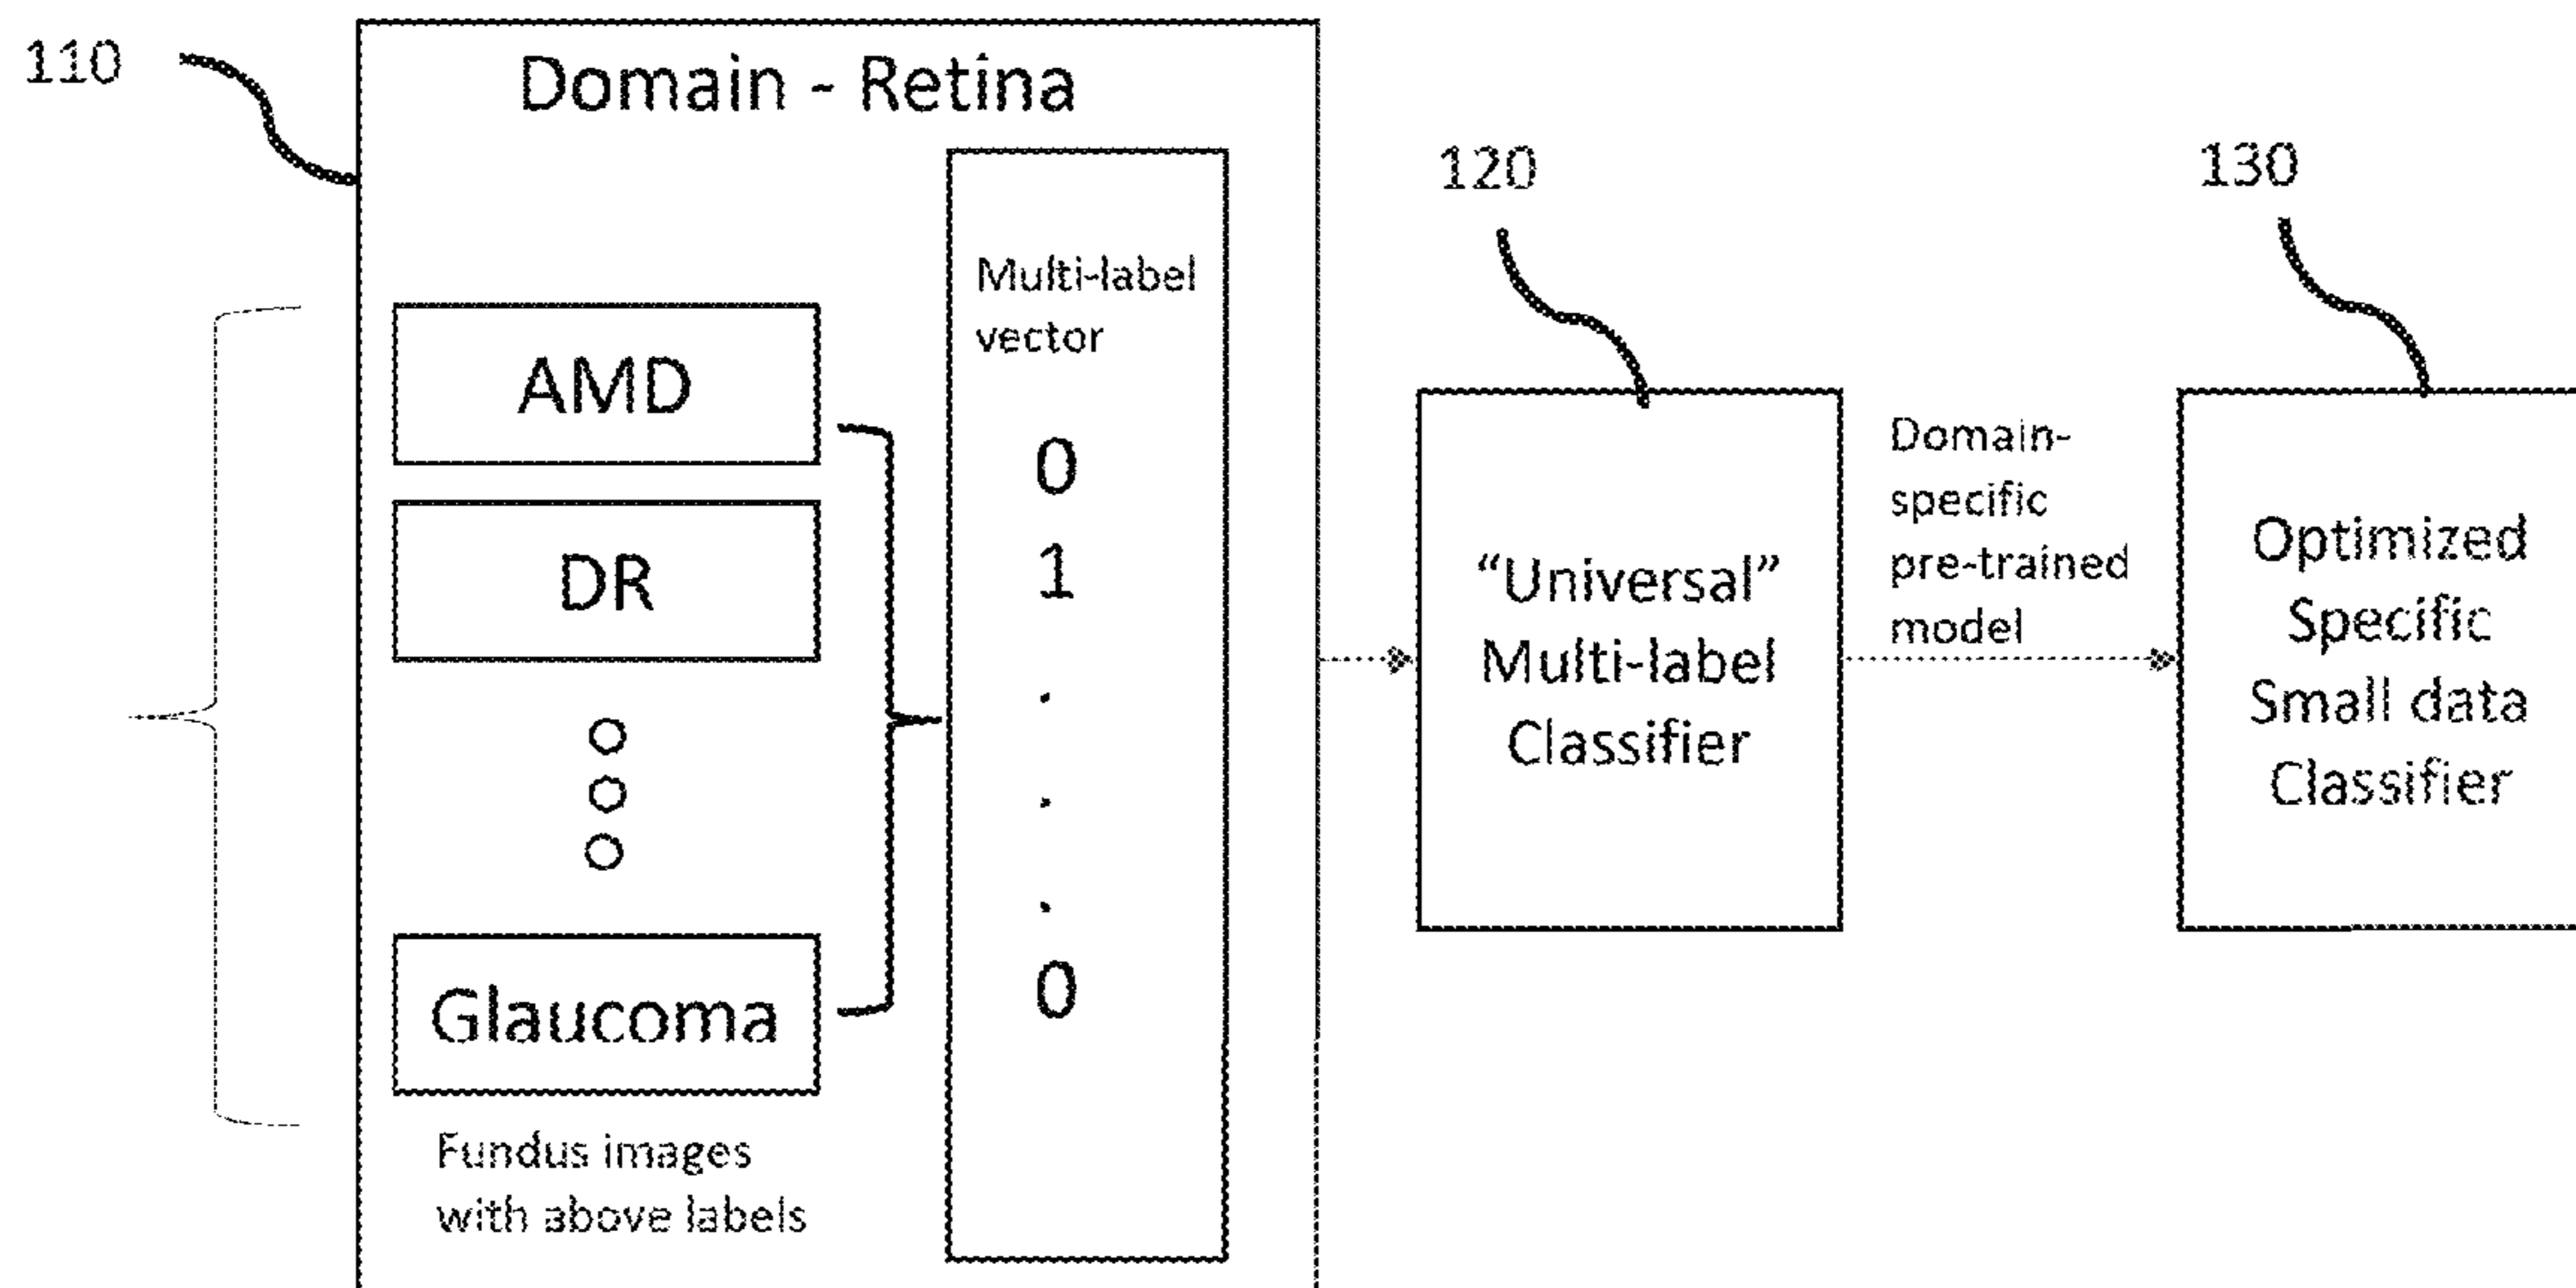 110
Domain - Retina
AMD
DR
Glaucoma
Fundus images
with above labels
Multi-label
vector
0
1
.
.
.
0
120
"Universal"
Multi-label
Classifier
Domain-
specific
pre-trained
model
130
Optimized
Specific
Small data
Classifier